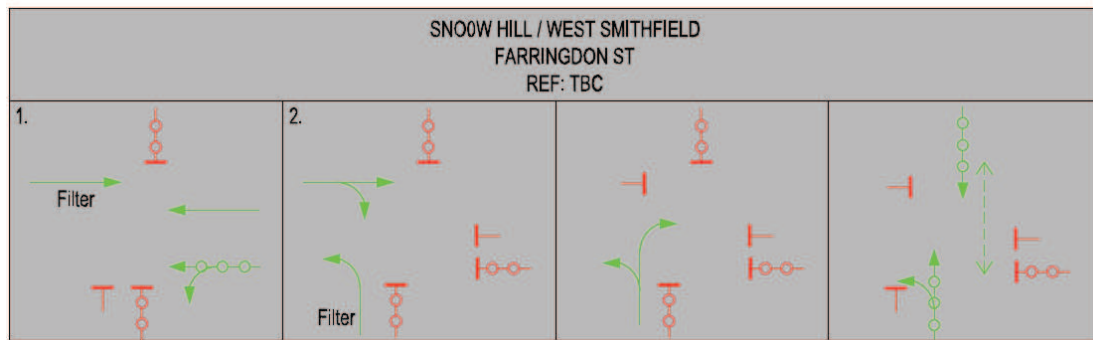 SNO0W HILL / WEST SMITHFIELD
FARRINGDON ST
REF: TBC
1.
Filter
2.
Filter